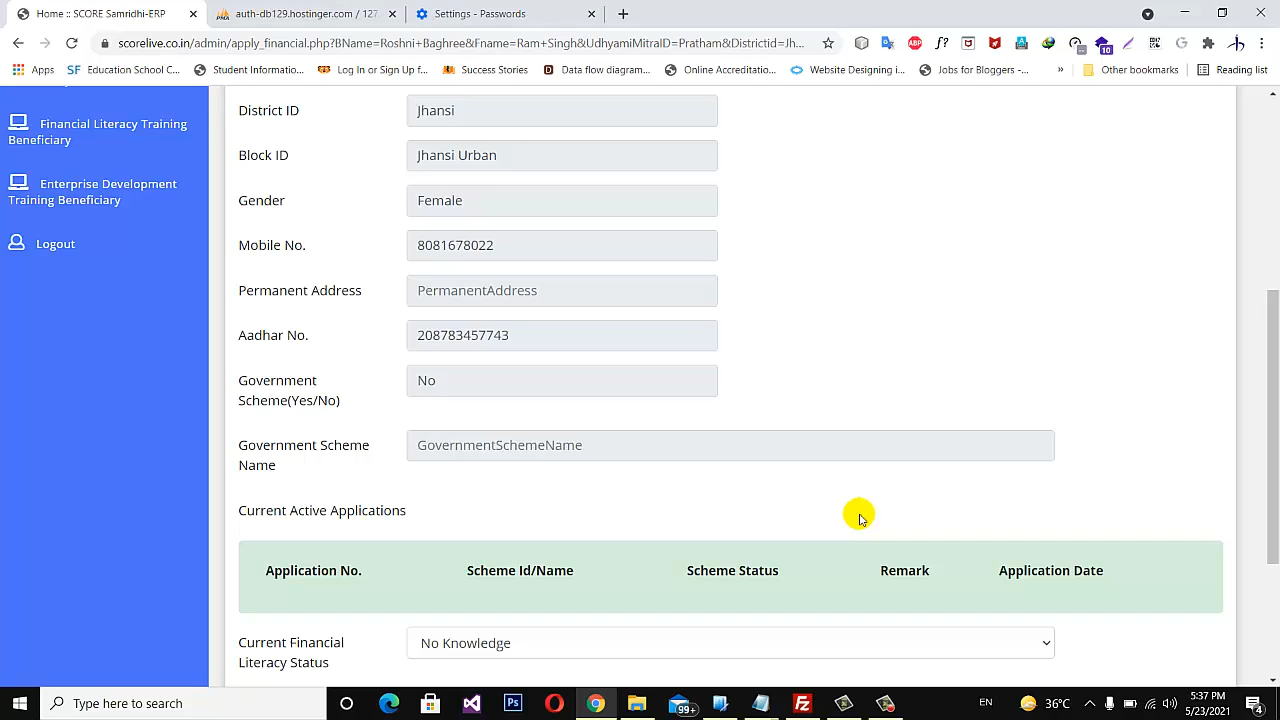 Home :: SCORE Samridhi-ERP
auth-db129.hostinger.com / 127
Settings - Passwords
scorelive.co.in/admin/apply_financial.php?BName=Roshni+Baghree&Fname=Ram+Singh&UdhyamiMitraID=Pratham&Districtid=Jh...
Apps
Education School C...
Student Informatio...
Log In or Sign Up f...
Success Stories
Data flow diagram...
Online Accreditatio...
Website Designing i...
Jobs for Bloggers -...
»
Other bookmarks
Reading list
Financial Literacy Training
Beneficiary
Enterprise Development
Training Beneficiary
Logout
District ID
Jhansi
Block ID
Jhansi Urban
Gender
Female
Mobile No.
8081678022
Permanent Address
PermanentAddress
Aadhar No.
208783457743
Government
Scheme(Yes/No)
No
Government Scheme
Name
GovernmentSchemeName
Current Active Applications
Application No.
Scheme Id/Name
Scheme Status
Remark
Application Date
Current Financial
Literacy Status
No Knowledge
Type here to search
99+
EN
36°C
5:37 PM
5/23/2021
4